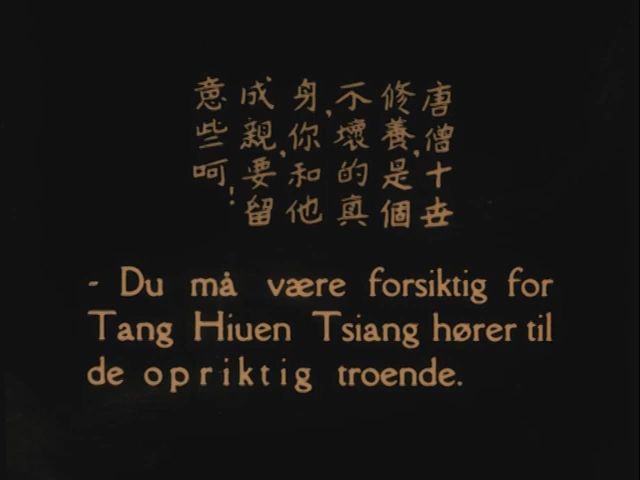 唐僧十世
修養,是個
不壞的真
身,你和他
成親,要留
意些呵!
- Du må være forsiktig for
Tang Hiuen Tsiang hører til
de opriktig troende.